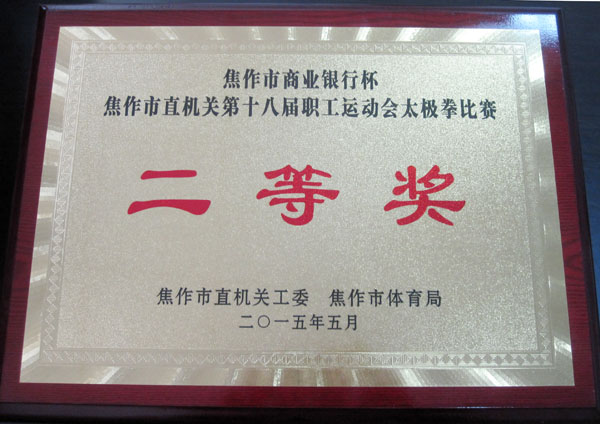 焦作市商业银行杯
焦作市直机关第十八届职工运动会太极拳比赛
二等奖
焦作市直机关工委 焦作市体育局
二〇一五年五月